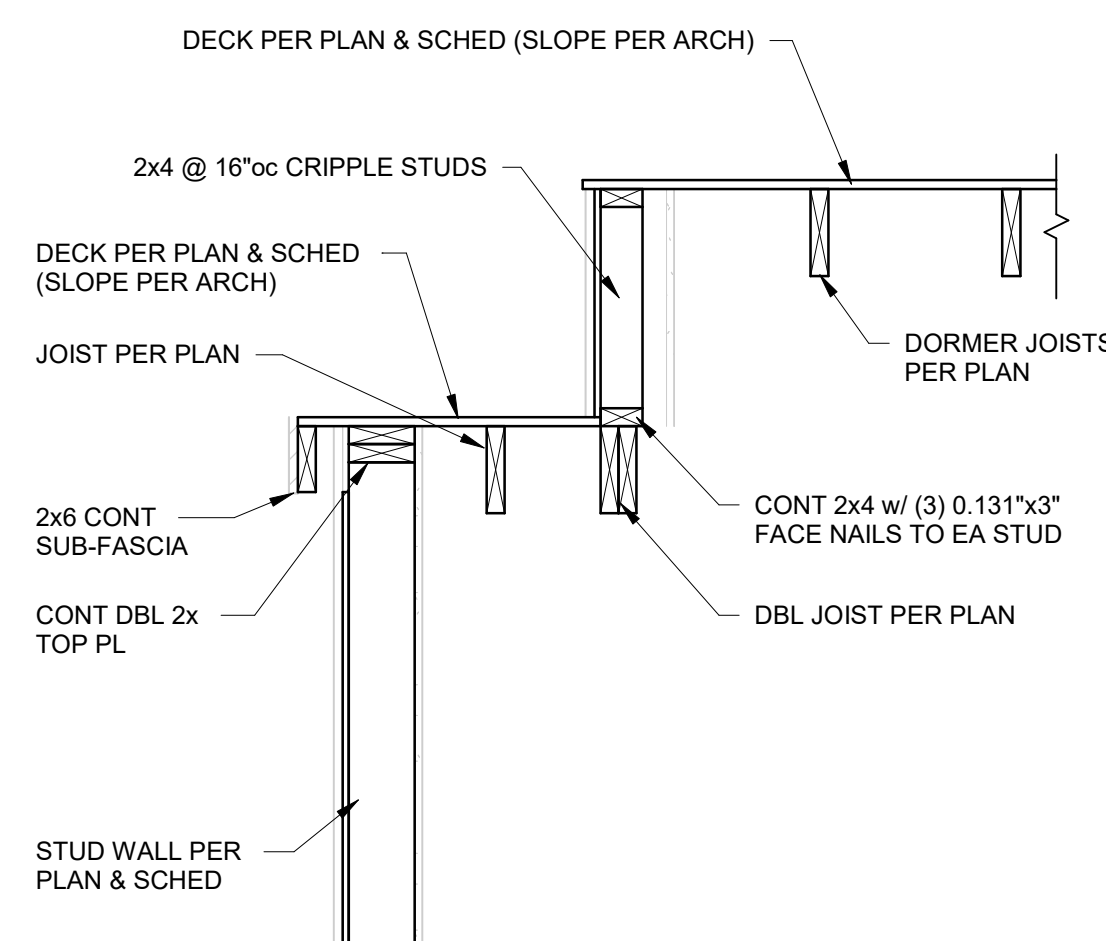 DECK PER PLAN & SCHED (SLOPE PER ARCH)
2x4 @ 16"oc CRIPPLE STUDS
DECK PER PLAN & SCHED
(SLOPE PER ARCH)
JOIST PER PLAN
DORMER JOISTS
PER PLAN
2x6 CONT
SUB-FASCIA
CONT 2x4 w/ (3) 0.131"x3"
FACE NAILS TO EA STUD
CONT DBL 2x
TOP PL
DBL JOIST PER PLAN
STUD WALL PER
PLAN & SCHED